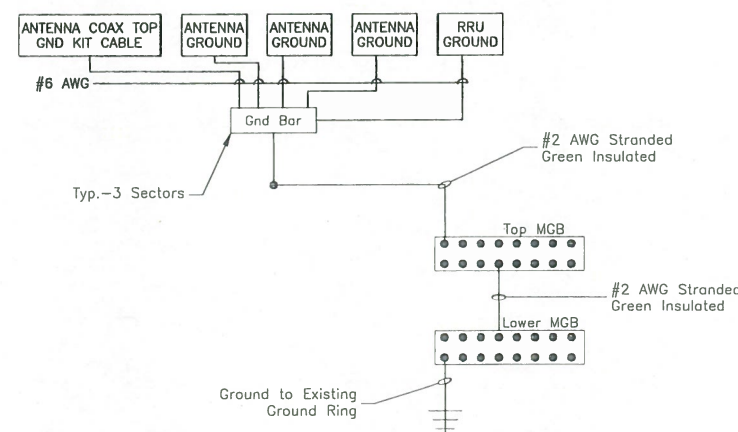 ANTENNA COAX TOP
GND KIT CABLE
ANTENNA
GROUND
ANTENNA
GROUND
ANTENNA
GROUND
RRU
GROUND
#6 AWG
Gnd Bar
#2 AWG Stranded
Green Insulated
Typ.-3 Sectors
Top MGB
#2 AWG Stranded
Green Insulated
Lower MGB
Ground to Existing
Ground Ring